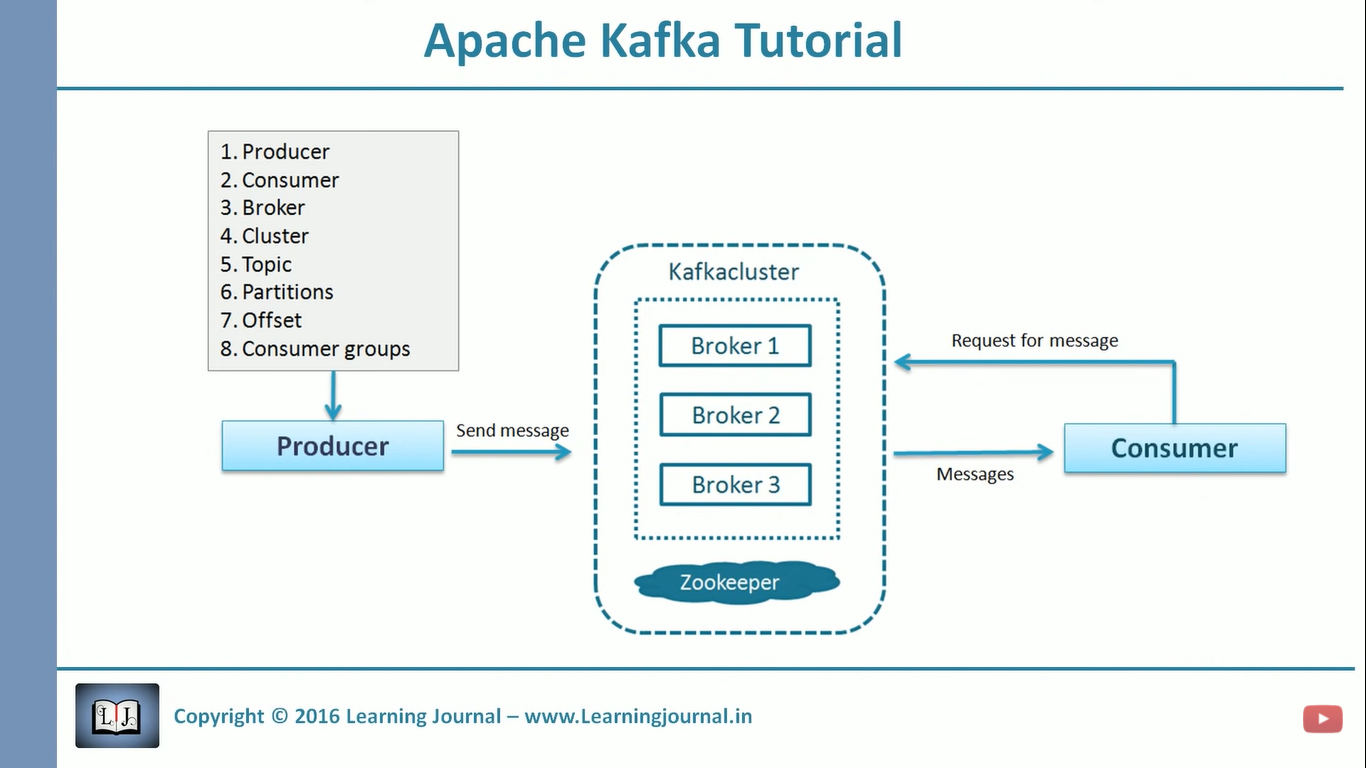 Apache Kafka Tutorial
1. Producer
2. Consumer
3. Broker
4. Cluster
5. Topic
6. Partitions
7. Offset
8. Consumer groups
Producer
Send message
Kafkacluster
Broker 1
Broker 2
Broker 3
Zookeeper
Request for message
Messages
Consumer
LJ
Copyright © 2016 Learning Journal – www.Learningjournal.in